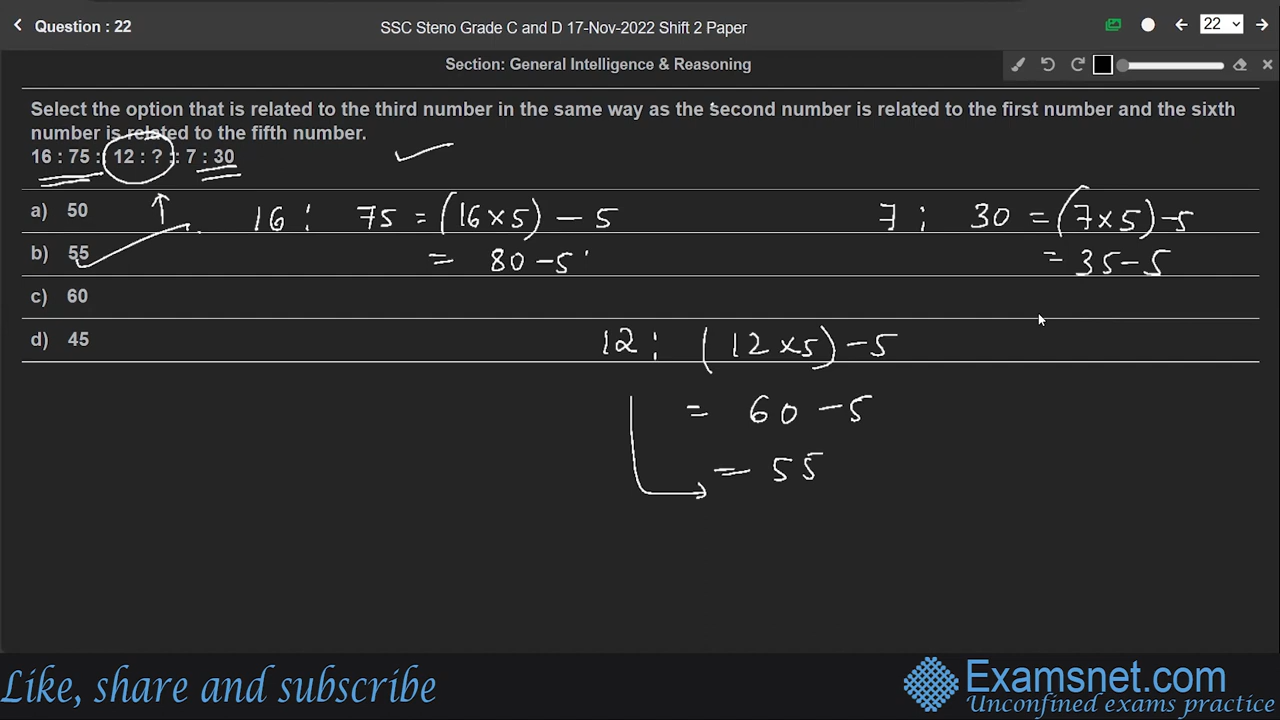 Question : 22
SSC Steno Grade C and D 17-Nov-2022 Shift 2 Paper
22
Section: General Intelligence & Reasoning
Select the option that is related to the third number in the same way as the second number is related to the first number and the sixth
number is related to the fifth number.
16 : 75 :: 12 : ? :: 7 : 30
a) 50
16 : 75 = (16×5) – 5
7 : 30 = (7×5) –5
b) 55
= 80 –5
= 35–5
c) 60
d) 45
12 : (12×5) –5
= 60 –5
= 55
Like, share and subscribe
Examsnet.com
Unconfined exams practice